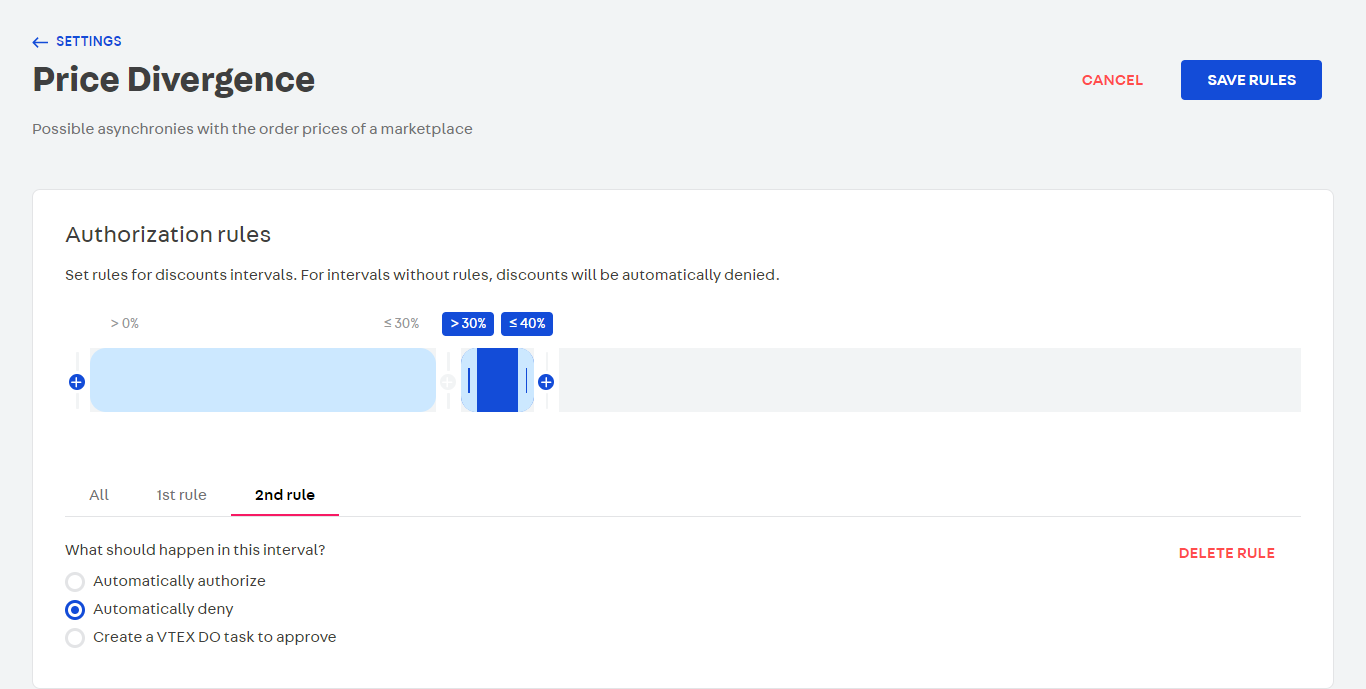 SETTINGS
Price Divergence
CANCEL
SAVE RULES
Possible asynchronies with the order prices of a marketplace
Authorization rules
Set rules for discounts intervals. For intervals without rules, discounts will be automatically denied.
> 0% ≤ 30% > 30% ≤ 40%
All 1st rule 2nd rule
What should happen in this interval?
DELETE RULE
Automatically authorize
Automatically deny
Create a VTEX DO task to approve